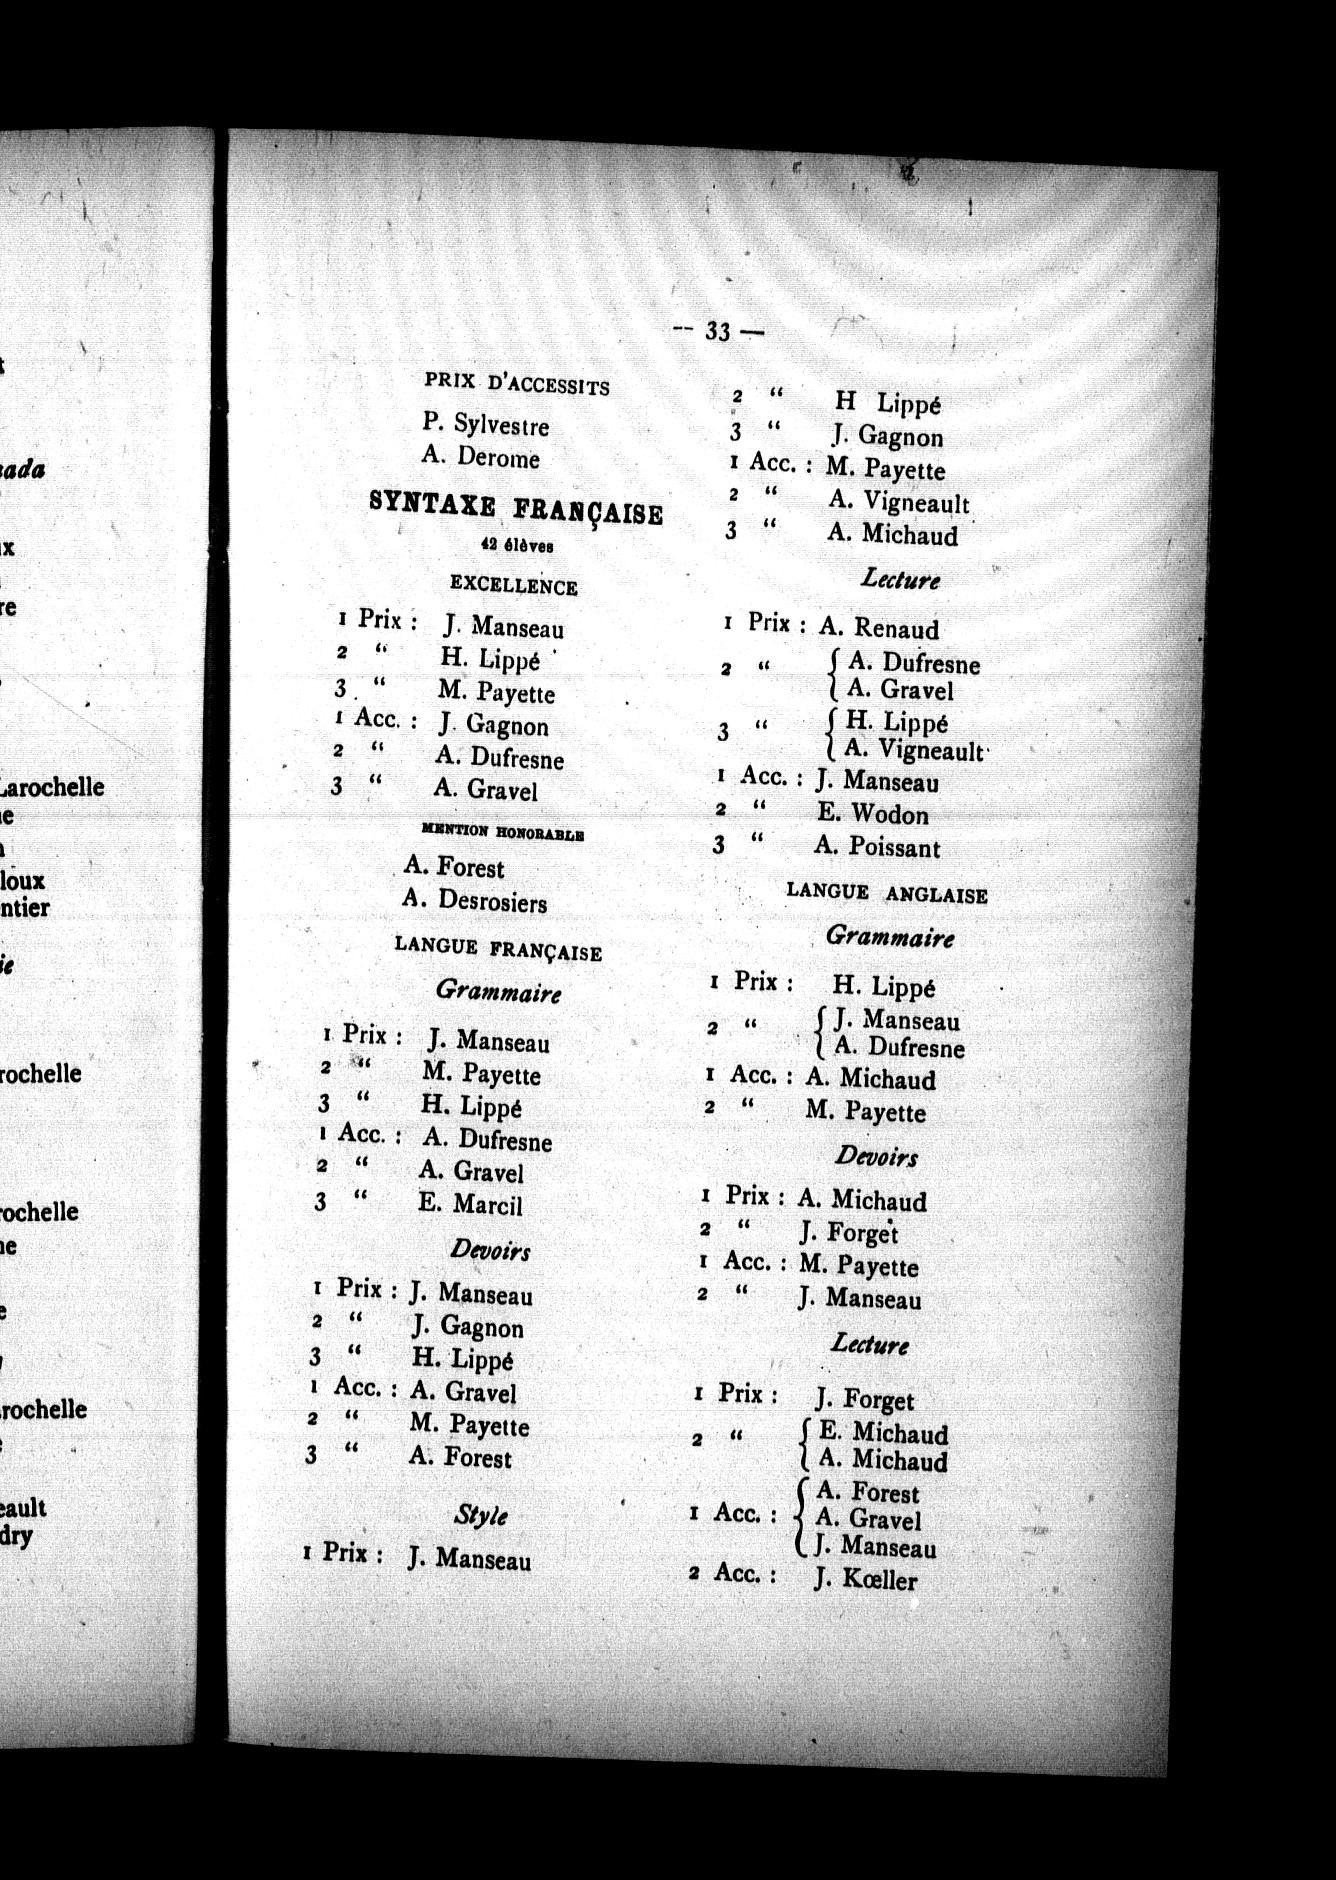 -- 33 —
PRIX D'ACCESSITS
P. Sylvestre
A. Derome
SYNTAXE FRANÇAISE
42 élèves
EXCELLENCE
1 Prix : J. Manseau
2 “ H. Lippé
3 “ M. Payette
1 Acc. : J. Gagnon
2 “ A. Dufresne
3 “ A. Gravel
MENTION HONORABLE
A. Forest
A. Desrosiers
LANGUE FRANÇAISE
Grammaire
1 Prix : J. Manseau
2 “ M. Payette
3 “ H. Lippé
1 Acc. : A. Dufresne
2 “ A. Gravel
3 “ E. Marcil
Devoirs
1 Prix : J. Manseau
2 “ J. Gagnon
3 “ H. Lippé
1 Acc. : A. Gravel
2 “ M. Payette
3 “ A. Forest
Style
1 Prix : J. Manseau
2 “ H Lippé
3 “ J. Gagnon
1 Acc. : M. Payette
2 “ A. Vigneault
3 “ A. Michaud
Lecture
1 Prix : A. Renaud
2 “ { A. Dufresne
{ A. Gravel
3 “ { H. Lippé
{ A. Vigneault
1 Acc. : J. Manseau
2 “ E. Wodon
3 “ A. Poissant
LANGUE ANGLAISE
Grammaire
1 Prix : H. Lippé
2 “ { J. Manseau
{ A. Dufresne
1 Acc. : A. Michaud
2 “ M. Payette
Devoirs
1 Prix : A. Michaud
2 “ J. Forget
1 Acc. : M. Payette
2 “ J. Manseau
Lecture
1 Prix : J. Forget
2 “ { E. Michaud
{ A. Michaud
1 Acc. : { A. Forest
A. Gravel
J. Manseau
2 Acc. : J. Kœller